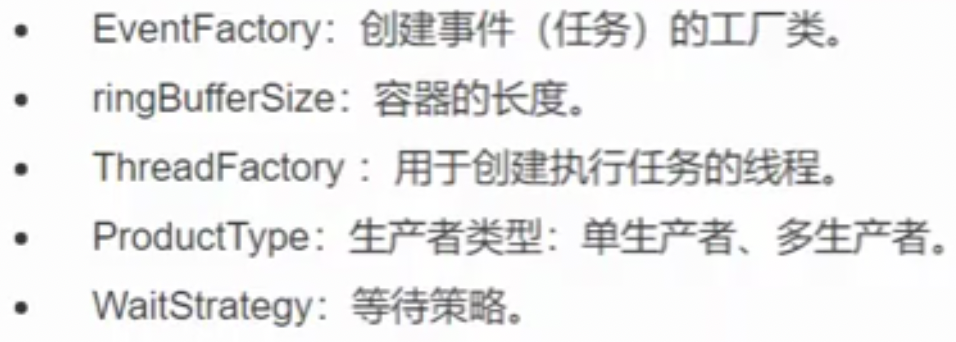 • EventFactory：创建事件（任务）的工厂类。
• ringBufferSize：容器的长度。
• ThreadFactory ：用于创建执行任务的线程。
• ProductType：生产者类型：单生产者、多生产者。
• WaitStrategy：等待策略。